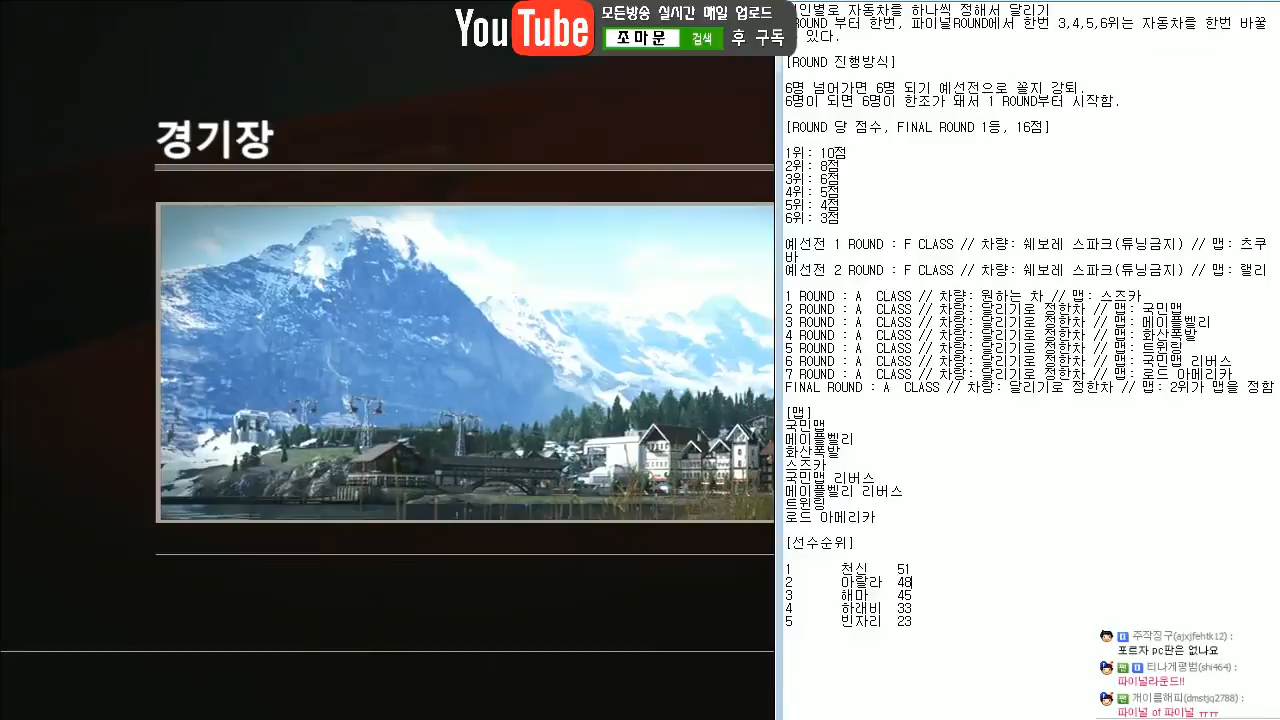 YouTube
모든방송 실시간 매일 업로드
조마문 검색 후 구독
경기장
인별로 자동차를 하나씩 정해서 달리기
ROUND 부터 한번, 파이널ROUND에서 한번 3,4,5,6위는 자동차를 한번 바꿀
있다.
[ROUND 진행방식]
6명 넘어가면 6명 되기 예선전으로 꼴지 강퇴.
6명이 되면 6명이 한조가 돼서 1 ROUND부터 시작함.
[ROUND 당 점수, FINAL ROUND 1등, 16점]
1위: 10점
2위: 8점
3위: 6점
4위: 5점
5위: 4점
6위: 3점
예선전 1 ROUND : F CLASS // 차량: 쉐보레 스파크(튜닝금지) // 맵: 츠쿠
바
예선전 2 ROUND : F CLASS // 차량: 쉐보레 스파크(튜닝금지) // 맵: 핼리
1 ROUND : A CLASS // 차량: 원하는 차 // 맵: 스즈카
2 ROUND : A CLASS // 차량: 달리기로 정한차 // 맵: 국민맵
3 ROUND : A CLASS // 차량: 달리기로 정한차 // 맵: 메이플벨리
4 ROUND : A CLASS // 차량: 달리기로 정한차 // 맵: 화산폭발
5 ROUND : A CLASS // 차량: 달리기로 정한차 // 맵: 트윈링
6 ROUND : A CLASS // 차량: 달리기로 정한차 // 맵: 국민맵 리버스
7 ROUND : A CLASS // 차량: 달리기로 정한차 // 맵: 로드 아메리카
FINAL ROUND : A CLASS // 차량: 달리기로 정한차 // 맵: 2위가 맵을 정함
[맵]
국민맵
메이플벨리
화산폭발
스즈카
국민맵 리버스
메이플벨리 리버스
트윈링
로드 아메리카
[선수순위]
1 천신 51
2 아랄라 48
3 해마 45
4 하래비 33
5 빈자리 23
주작징구(ajxjfehtk12) :
포르자 pc판은 없나요
팬 티나게평범(shi464) :
파이널라운드!!
팬 개이름해피(dmstjq2788) :
파이널 of 파이널 ㅠㅠ